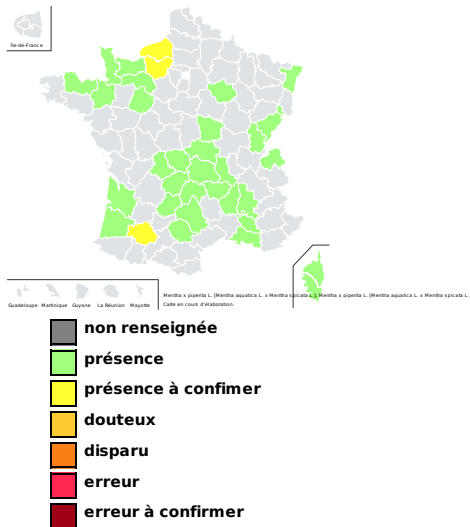 Île-de-France
Guadeloupe Martinique Guyane La Réunion Mayotte
Mentha x piperita L. [Mentha aquatica L. x Mentha spicata L.] Mentha x piperita L. [Mentha aquatica L. x Mentha spicata L.
Carte en cours d'élaboration.
non renseignée
présence
présence à confimer
douteux
disparu
erreur
erreur à confirmer